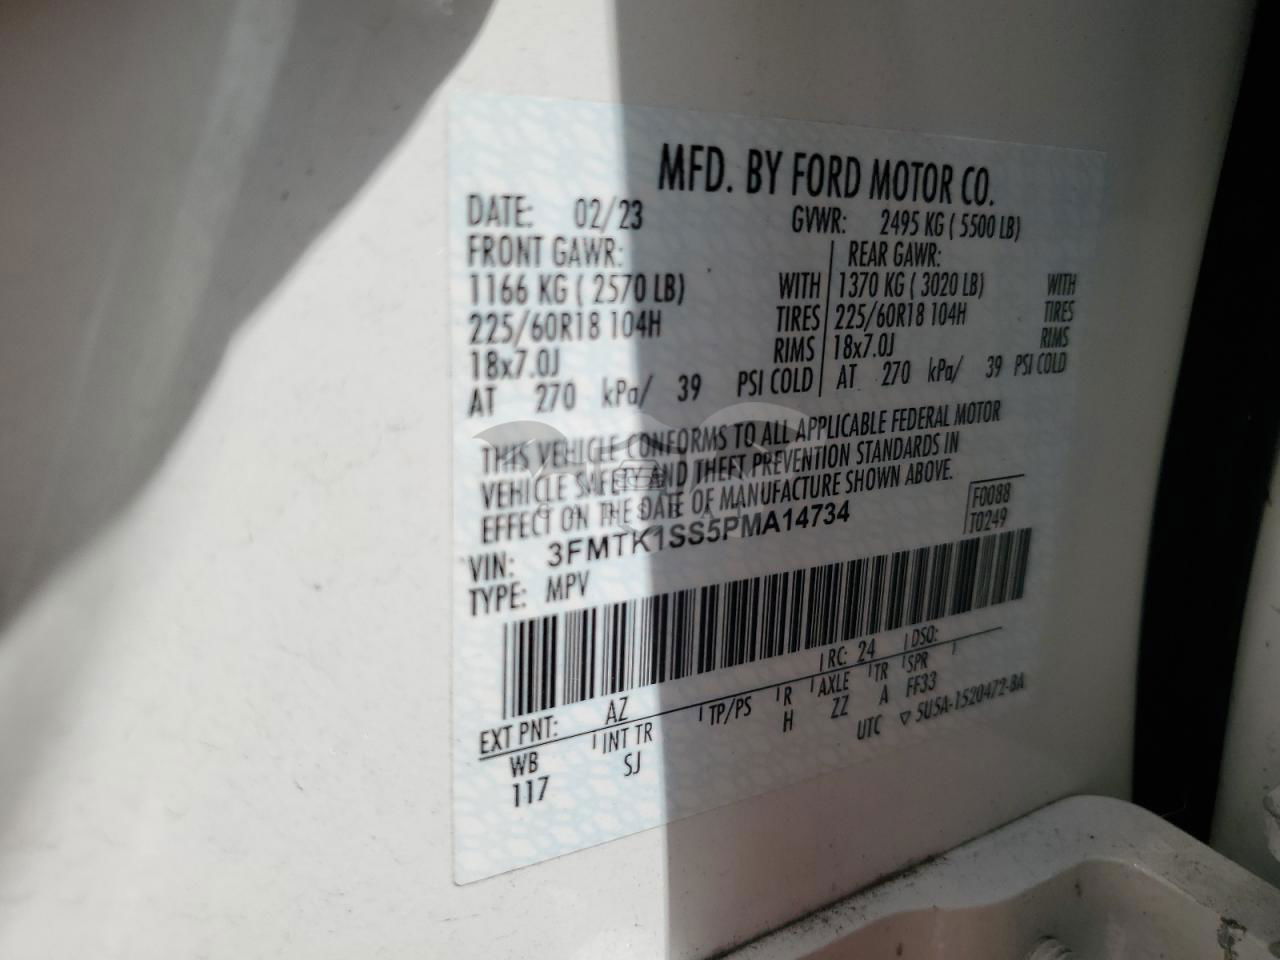 MFD. BY FORD MOTOR CO.
DATE: 02/23 GVWR: 2495 KG ( 5500 LB)
FRONT GAWR: REAR GAWR:
1166 KG ( 2570 LB) WITH 1370 KG ( 3020 LB) WITH
225/60R18 104H TIRES 225/60R18 104H TIRES
18x7.0J RIMS 18x7.0J RIMS
AT 270 kPa/ 39 PSI COLD AT 270 kPa/ 39 PSI COLD
THIS VEHICLE CONFORMS TO ALL APPLICABLE FEDERAL MOTOR
VEHICLE SAFETY AND THEFT PREVENTION STANDARDS IN
EFFECT ON THE DATE OF MANUFACTURE SHOWN ABOVE.
F0088
T0249
VIN: 3FMTK1SS5PMA14734
TYPE: MPV
EXT PNT: AZ RC: 24 DSO:
WB INT TR TP/PS R AXLE TR SPR
117 SJ H ZZ A FF33
UTC ▽ 5U5A-1520472-BA